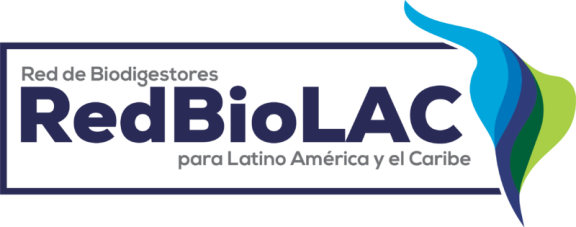 Red de Biodigestores
RedBioLAC
para Latino América y el Caribe